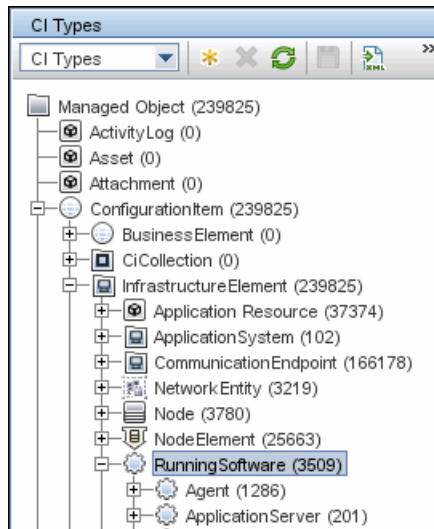 CI Types
CI Types
XML
Managed Object (239825)
ActivityLog (0)
Asset (0)
Attachment (0)
ConfigurationItem (239825)
BusinessElement (0)
CiCollection (0)
InfrastructureElement (239825)
Application Resource (37374)
ApplicationSystem (102)
CommunicationEndpoint (166178)
NetworkEntity (3219)
Node (3780)
NodeElement (25663)
RunningSoftware (3509)
Agent (1286)
ApplicationServer (201)